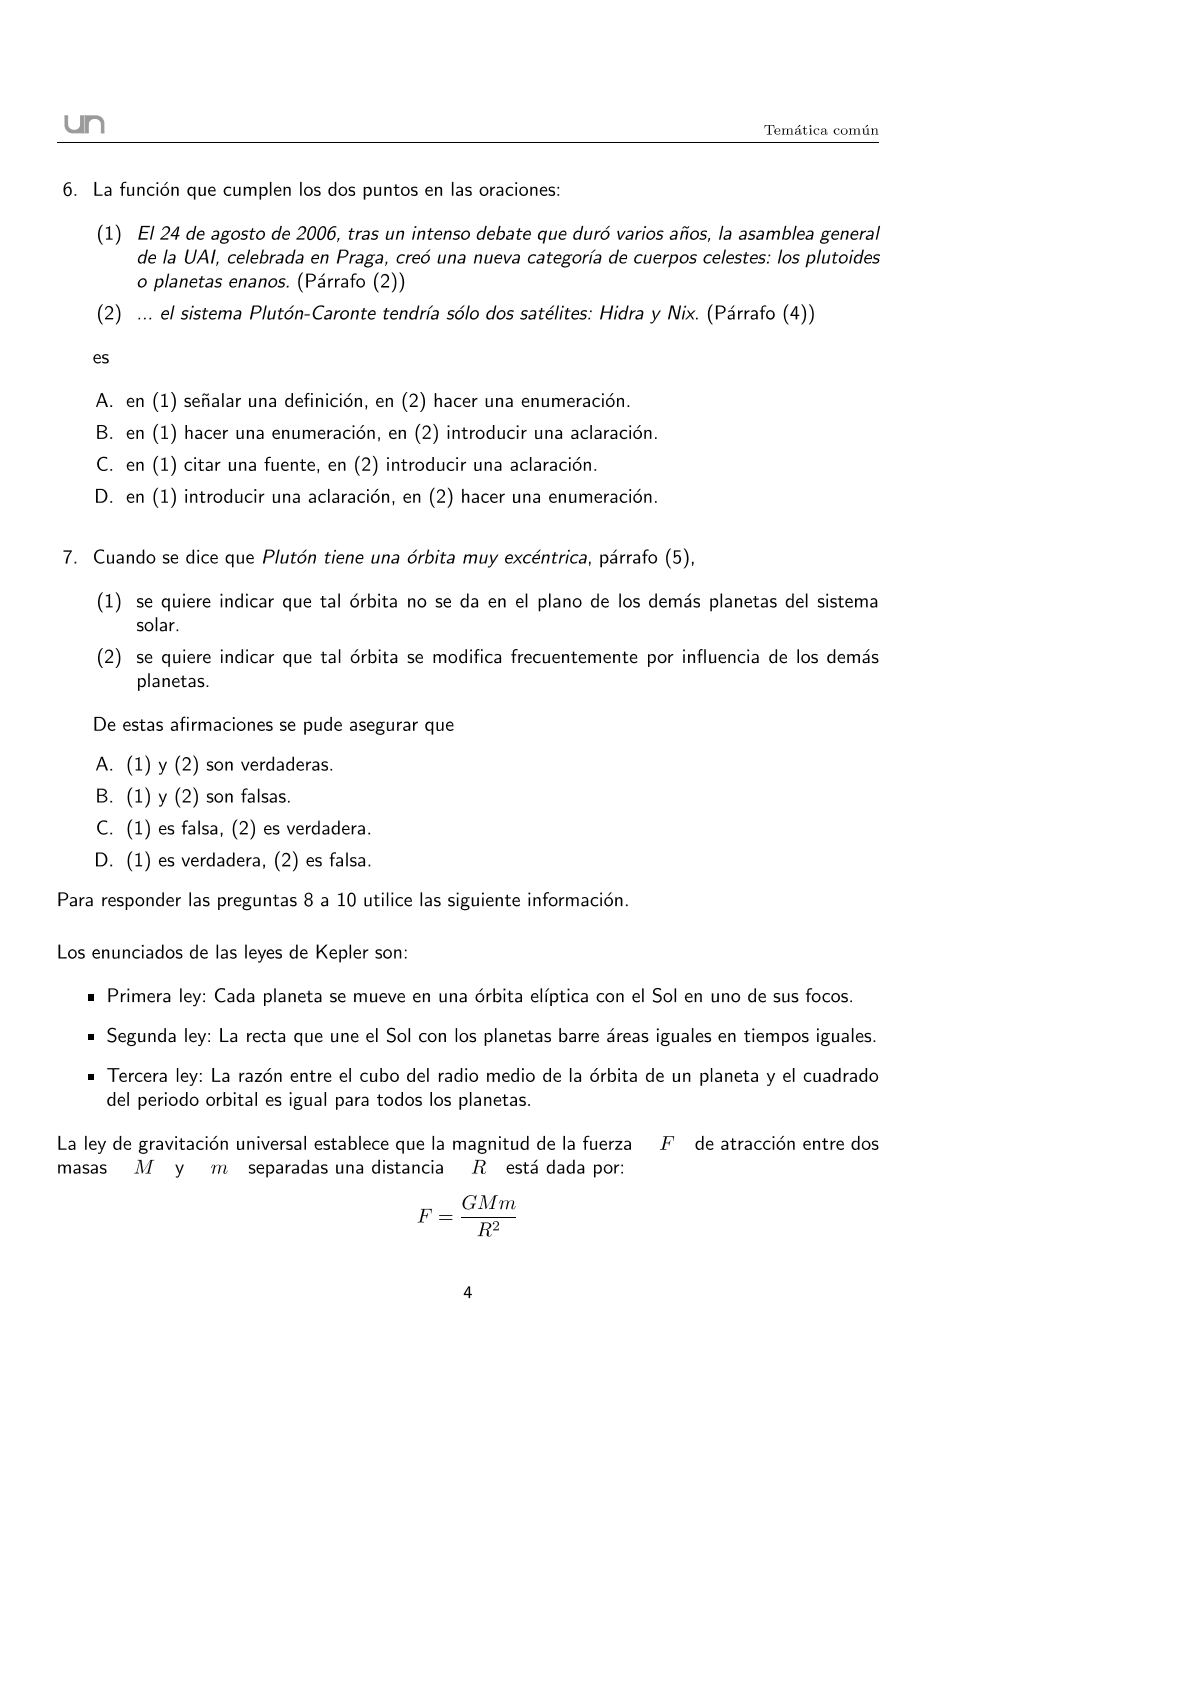 un
Temática común
6. La función que cumplen los dos puntos en las oraciones:
(1) El 24 de agosto de 2006, tras un intenso debate que duró varios años, la asamblea general
de la UAI, celebrada en Praga, creó una nueva categoría de cuerpos celestes: los plutoides
o planetas enanos. (Párrafo (2))
(2) ... el sistema Plutón-Caronte tendría sólo dos satélites: Hidra y Nix. (Párrafo (4))
es
A. en (1) señalar una definición, en (2) hacer una enumeración.
B. en (1) hacer una enumeración, en (2) introducir una aclaración.
C. en (1) citar una fuente, en (2) introducir una aclaración.
D. en (1) introducir una aclaración, en (2) hacer una enumeración.
7. Cuando se dice que Plutón tiene una órbita muy excéntrica, párrafo (5),
(1) se quiere indicar que tal órbita no se da en el plano de los demás planetas del sistema
solar.
(2) se quiere indicar que tal órbita se modifica frecuentemente por influencia de los demás
planetas.
De estas afirmaciones se pude asegurar que
A. (1) y (2) son verdaderas.
B. (1) y (2) son falsas.
C. (1) es falsa, (2) es verdadera.
D. (1) es verdadera, (2) es falsa.
Para responder las preguntas 8 a 10 utilice las siguiente información.
Los enunciados de las leyes de Kepler son:
▪ Primera ley: Cada planeta se mueve en una órbita elíptica con el Sol en uno de sus focos.
▪ Segunda ley: La recta que une el Sol con los planetas barre áreas iguales en tiempos iguales.
▪ Tercera ley: La razón entre el cubo del radio medio de la órbita de un planeta y el cuadrado
del periodo orbital es igual para todos los planetas.
La ley de gravitación universal establece que la magnitud de la fuerza F de atracción entre dos
masas M y m separadas una distancia R está dada por:
F = GMm / R²
4